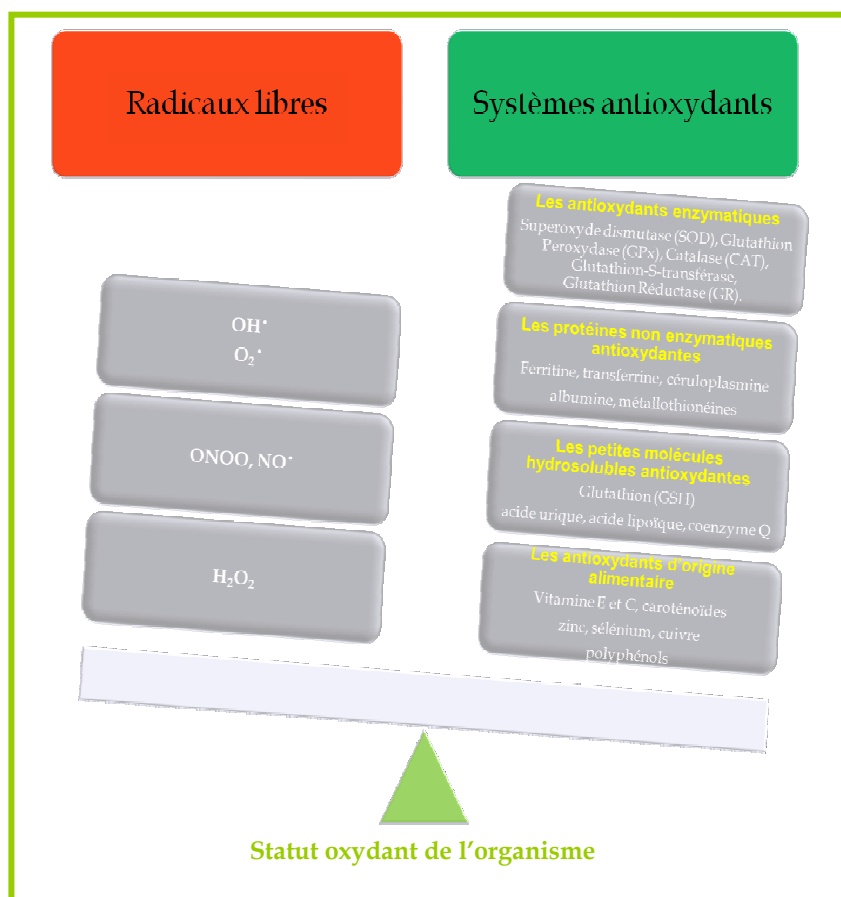 Radicaux libres
Systèmes antioxydants
OH•
O₂•
ONOO, NO•
H₂O₂
Les antioxydants enzymatiques
Superoxyde dismutase (SOD), Glutathion
Peroxydase (GPx), Catalase (CAT),
Glutathion-S-transférase,
Glutathion Réductase (GR).
Les protéines non enzymatiques
antioxydantes
Ferritine, transferrine, céruloplasmine
albumine, métallothionéines
Les petites molécules
hydrosolubles antioxydantes
Glutathion (GSH)
acide urique, acide lipoïque, coenzyme Q
Les antioxydants d'origine
alimentaire
Vitamine E et C, caroténoïdes
zinc, sélénium, cuivre
polyphénols
Statut oxydant de l'organisme